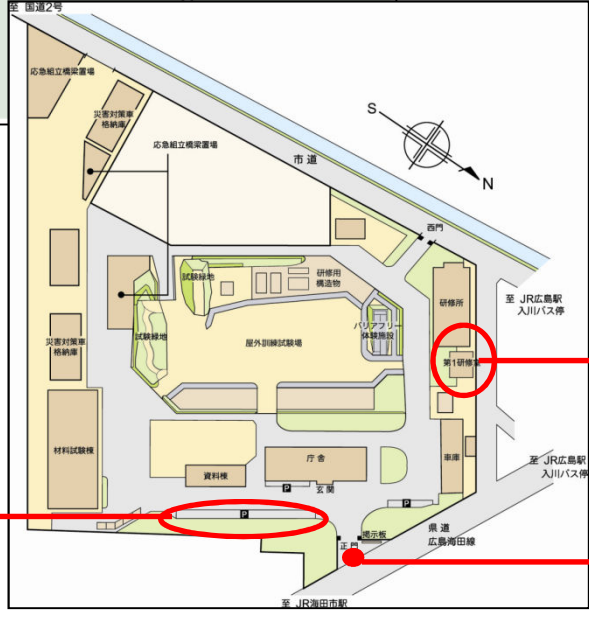 至 国道2号
応急組立橋梁置場
災害対策車
格納庫
応急組立橋梁置場
市道
S
N
西門
試験緑地
研修用
構造物
研修所
至 JR広島駅
入川バス停
バリアフリー
体験施設
試験緑地
屋外訓練試験場
災害対策車
格納庫
第1研修室
材料試験棟
庁舎
資料棟
車庫
至 JR広島駅
入川バス停
P
玄関
P
P
掲示板
県道
広島海田線
正門
至 JR海田市駅